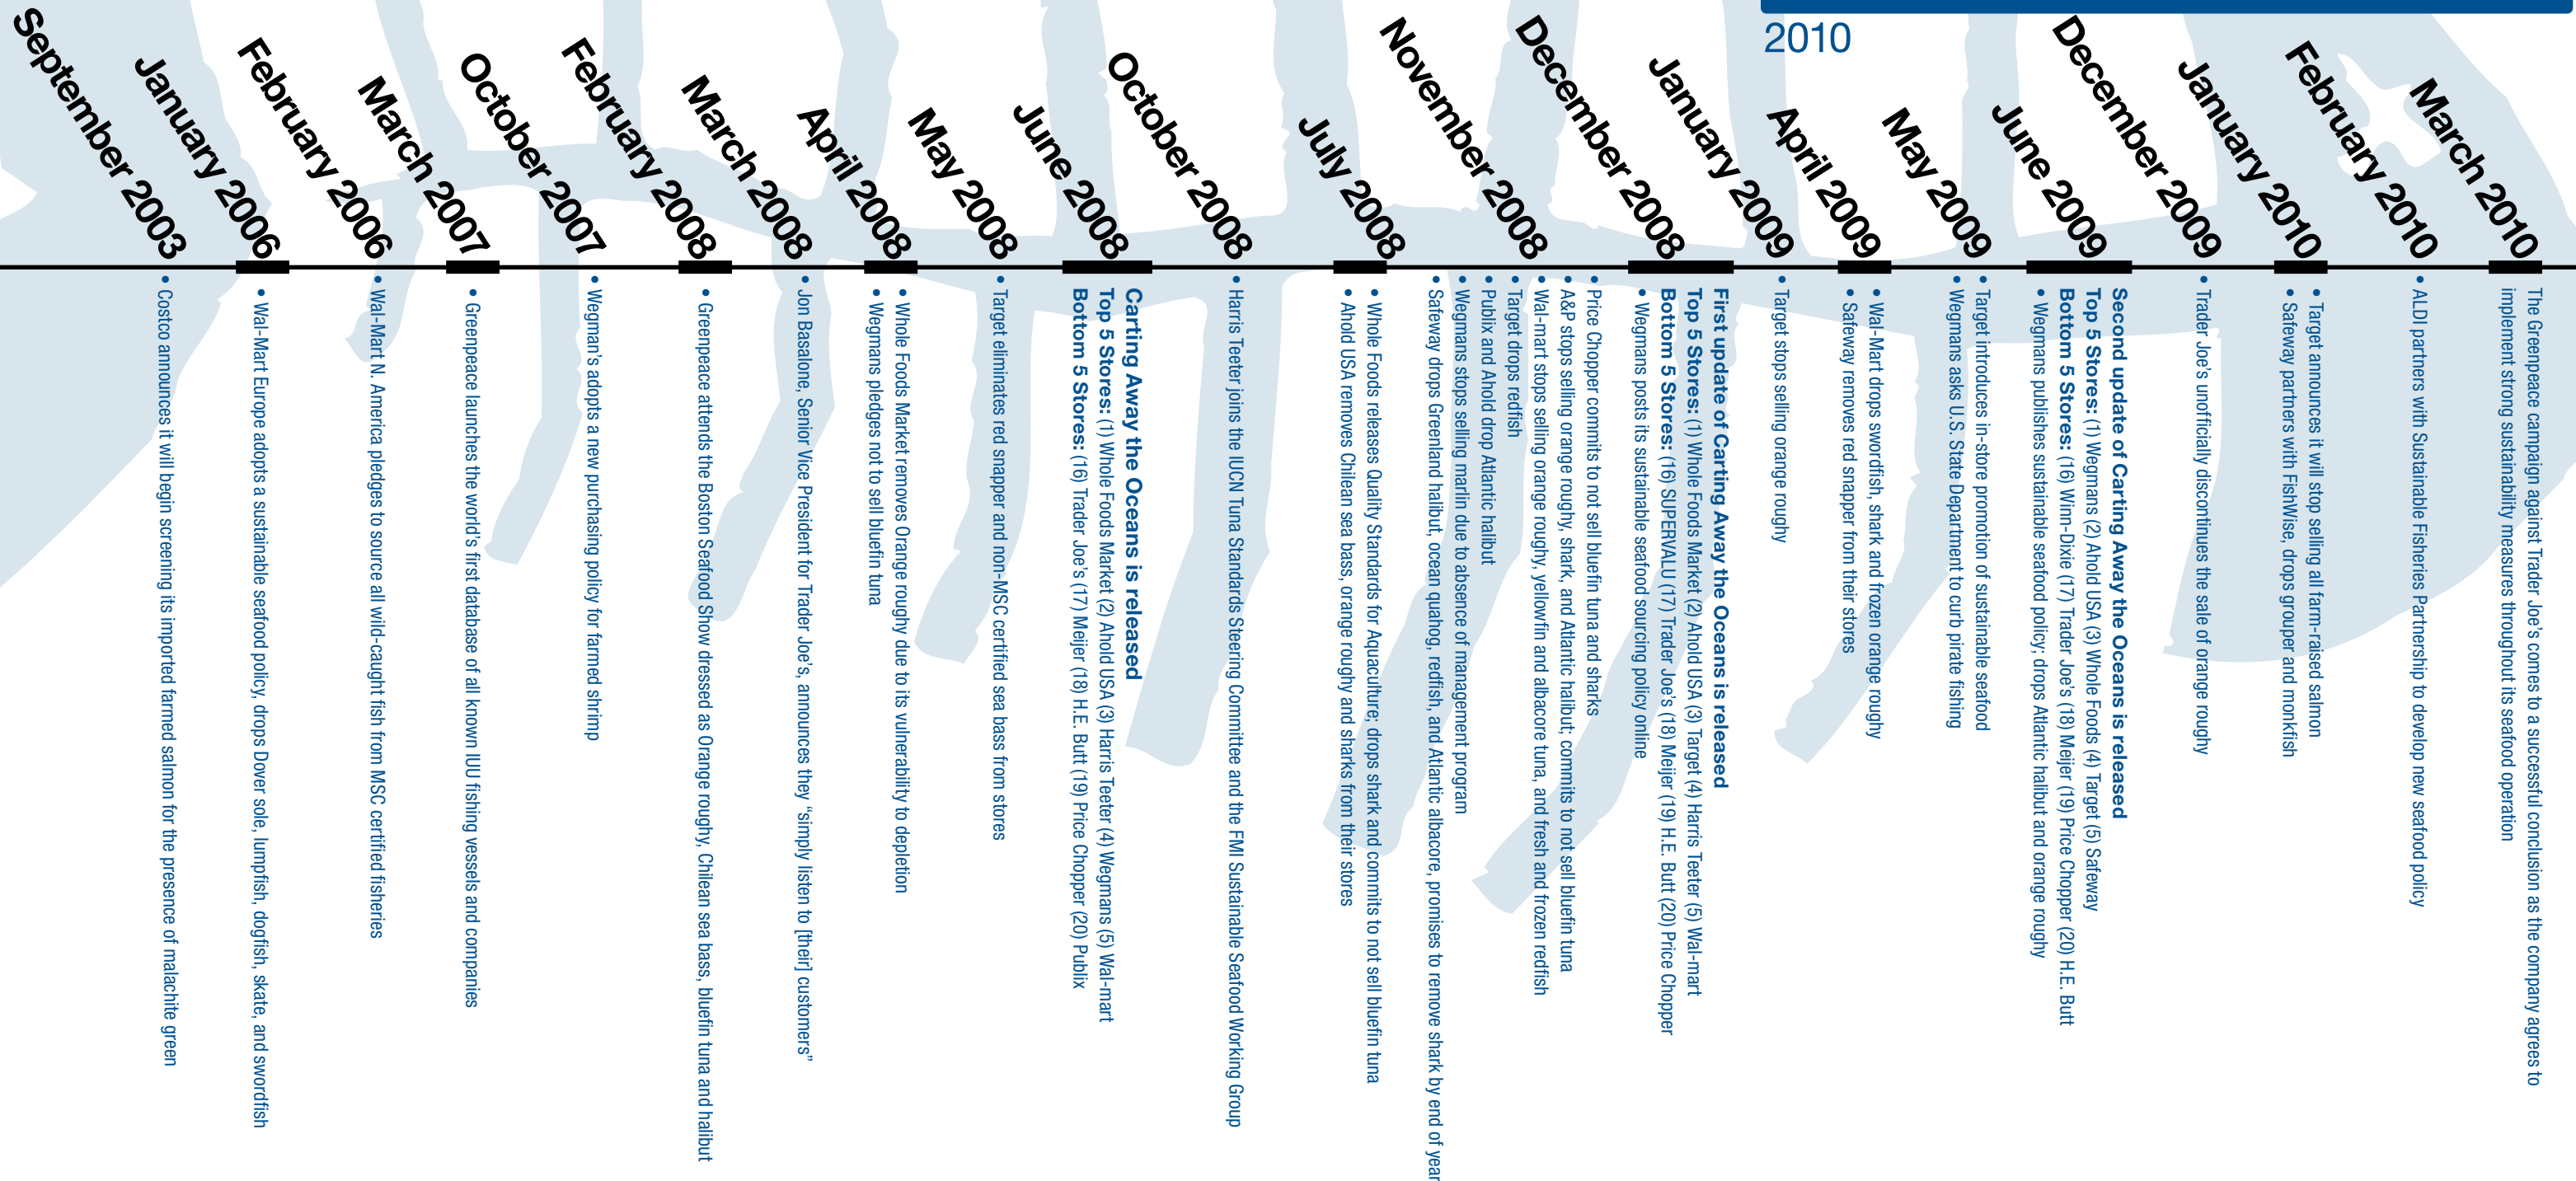 2010
September 2003
• Costco announces it will begin screening its imported farmed salmon for the presence of malachite green
January 2006
• Wal-Mart Europe adopts a sustainable seafood policy, drops Dover sole, lumpfish, dogfish, skate, and swordfish
February 2006
• Wal-Mart N. America pledges to source all wild-caught fish from MSC certified fisheries
March 2007
• Greenpeace launches the world's first database of all known IUU fishing vessels and companies
October 2007
• Wegman's adopts a new purchasing policy for farmed shrimp
February 2008
• Greenpeace attends the Boston Seafood Show dressed as Orange roughy, Chilean sea bass, bluefin tuna and halibut
March 2008
• Jon Basalone, Senior Vice President for Trader Joe's, announces they “simply listen to [their] customers”
April 2008
• Whole Foods Market removes Orange roughy due to its vulnerability to depletion
• Wegmans pledges not to sell bluefin tuna
May 2008
• Target eliminates red snapper and non-MSC certified sea bass from stores
June 2008
Carting Away the Oceans is released
Top 5 Stores: (1) Whole Foods Market (2) Ahold USA (3) Harris Teeter (4) Wegmans (5) Wal-mart
Bottom 5 Stores: (16) Trader Joe's (17) Meijer (18) H.E. Butt (19) Price Chopper (20) Publix
October 2008
• Harris Teeter joins the IUCN Tuna Standards Steering Committee and the FMI Sustainable Seafood Working Group
July 2008
• Whole Foods releases Quality Standards for Aquaculture; drops shark and commits to not sell bluefin tuna
• Ahold USA removes Chilean sea bass, orange roughy and sharks from their stores
November 2008
• Price Chopper commits to not sell bluefin tuna and sharks
• A&P stops selling orange roughy, shark, and Atlantic halibut; commits to not sell bluefin tuna
• Wal-mart stops selling orange roughy, yellowfin and albacore tuna, and fresh and frozen redfish
• Target drops redfish
• Publix and Ahold drop Atlantic halibut
• Wegmans stops selling marlin due to absence of management program
• Safeway drops Greenland halibut, ocean quahog, redfish, and Atlantic albacore, promises to remove shark by end of year
December 2008
First update of Carting Away the Oceans is released
Top 5 Stores: (1) Whole Foods Market (2) Ahold USA (3) Target (4) Harris Teeter (5) Wal-mart
Bottom 5 Stores: (16) SUPERVALU (17) Trader Joe's (18) Meijer (19) H.E. Butt (20) Price Chopper
• Wegmans posts its sustainable seafood sourcing policy online
January 2009
• Target stops selling orange roughy
April 2009
• Wal-Mart drops swordfish, shark and frozen orange roughy
• Safeway removes red snapper from their stores
May 2009
• Target introduces in-store promotion of sustainable seafood
• Wegmans asks U.S. State Department to curb pirate fishing
June 2009
Second update of Carting Away the Oceans is released
Top 5 Stores: (1) Wegmans (2) Ahold USA (3) Whole Foods (4) Target (5) Safeway
Bottom 5 Stores: (16) Winn-Dixie (17) Trader Joe's (18) Meijer (19) Price Chopper (20) H.E. Butt
• Wegmans publishes sustainable seafood policy; drops Atlantic halibut and orange roughy
December 2009
• Trader Joe's unofficially discontinues the sale of orange roughy
January 2010
• Target announces it will stop selling all farm-raised salmon
• Safeway partners with FishWise, drops grouper and monkfish
February 2010
• ALDI partners with Sustainable Fisheries Partnership to develop new seafood policy
March 2010
The Greenpeace campaign against Trader Joe's comes to a successful conclusion as the company agrees to
implement strong sustainability measures throughout its seafood operation